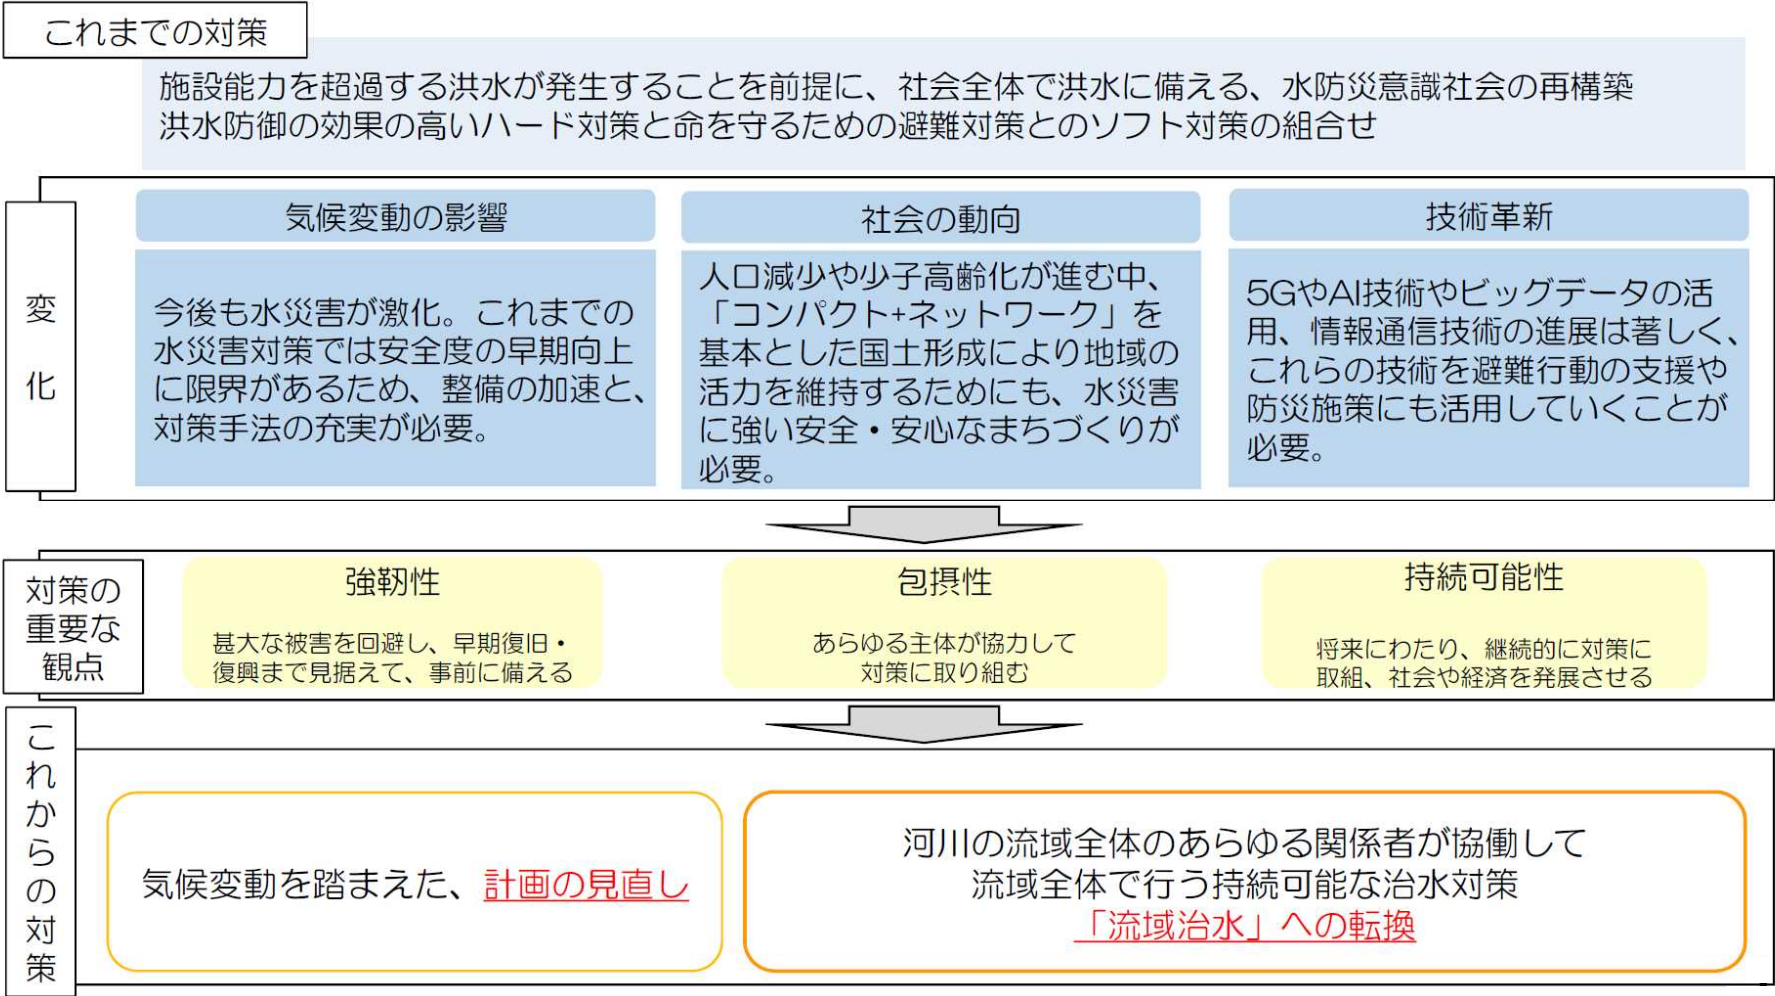 これまでの対策
施設能力を超過する洪水が発生することを前提に、社会全体で洪水に備える、水防災意識社会の再構築
洪水防御の効果の高いハード対策と命を守るための避難対策とのソフト対策の組合せ
変化
気候変動の影響
今後も水災害が激化。これまでの
水災害対策では安全度の早期向上
に限界があるため、整備の加速と、
対策手法の充実が必要。
社会の動向
人口減少や少子高齢化が進む中、
「コンパクト+ネットワーク」を
基本とした国土形成により地域の
活力を維持するためにも、水災害
に強い安全・安心なまちづくりが
必要。
技術革新
5GやAI技術やビッグデータの活
用、情報通信技術の進展は著しく、
これらの技術を避難行動の支援や
防災施策にも活用していくことが
必要。
対策の
重要な
観点
強靭性
甚大な被害を回避し、早期復旧・
復興まで見据えて、事前に備える
包摂性
あらゆる主体が協力して
対策に取り組む
持続可能性
将来にわたり、継続的に対策に
取組、社会や経済を発展させる
これからの対策
気候変動を踏まえた、計画の見直し
河川の流域全体のあらゆる関係者が協働して
流域全体で行う持続可能な治水対策
「流域治水」への転換